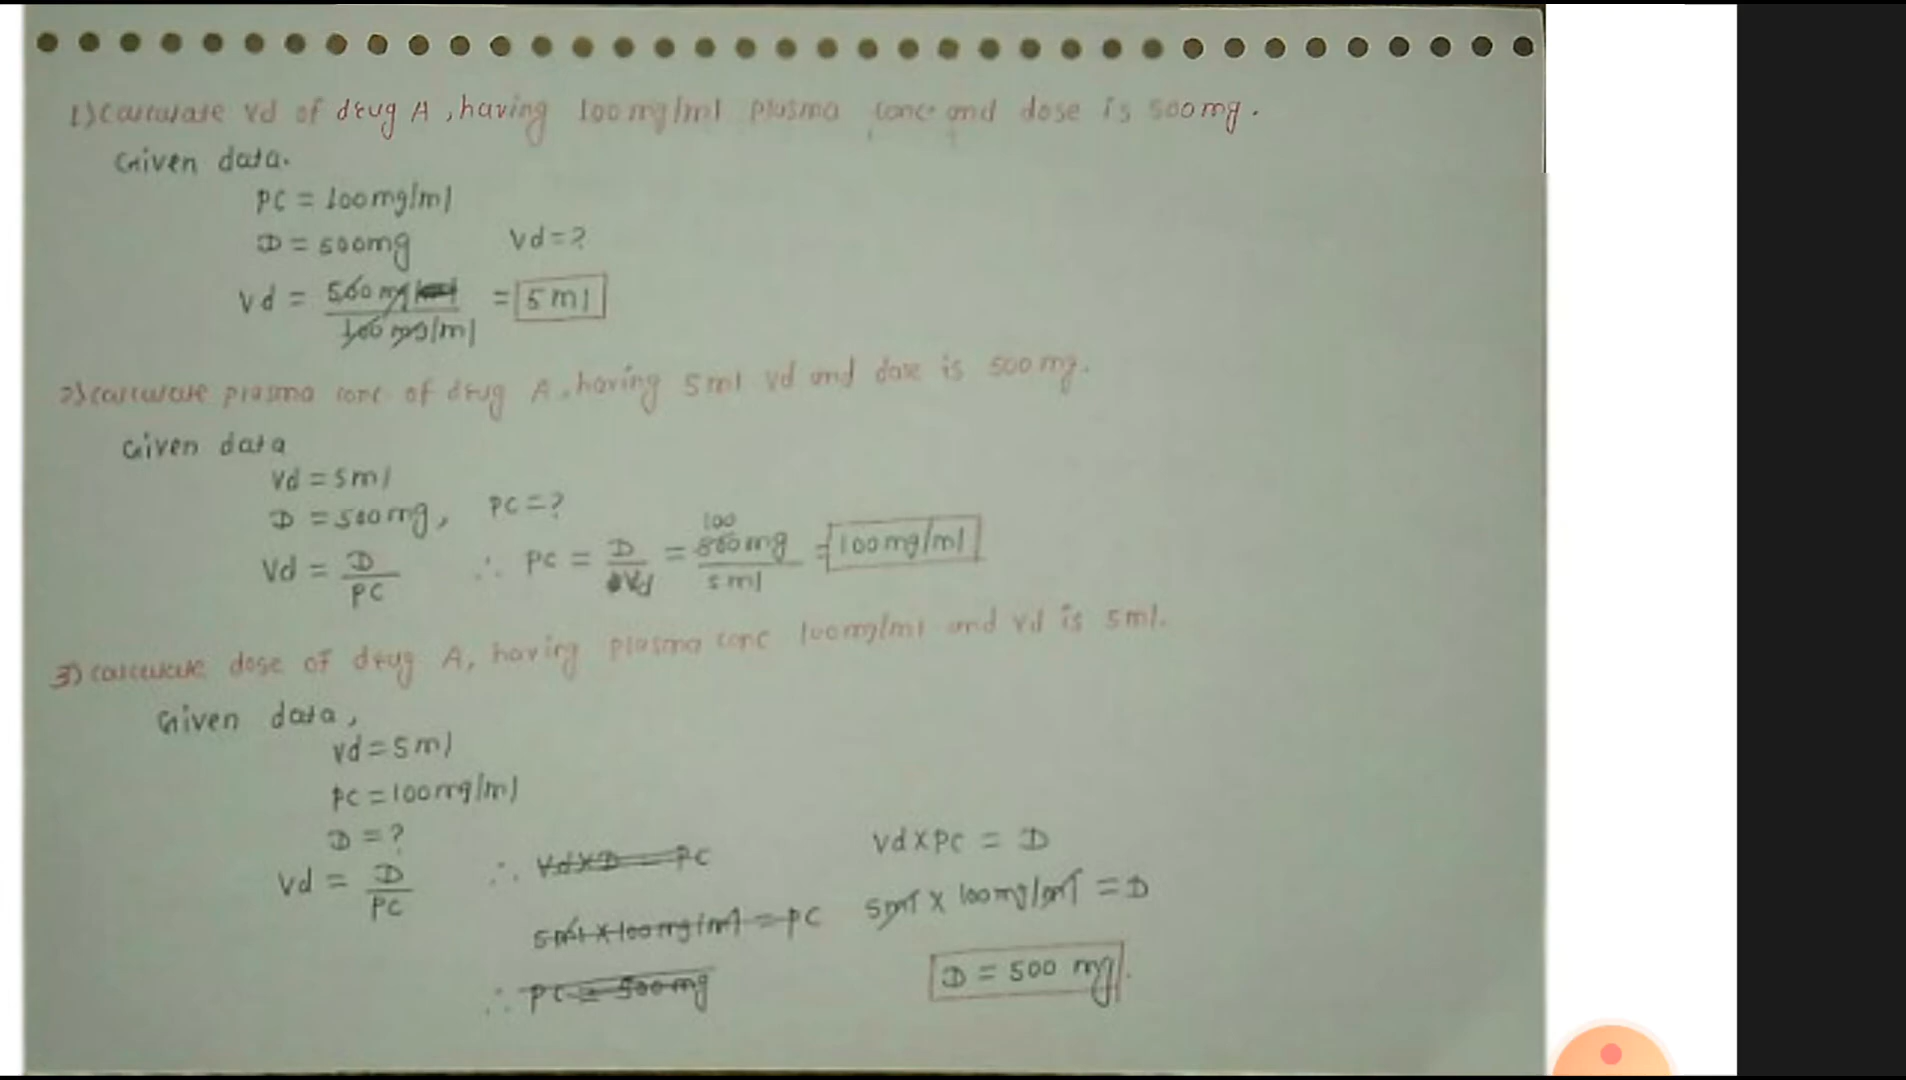 1) Calculate Vd of drug A, having 100mg/ml plasma conc and dose is 500mg.
Given data.
PC = 100mg/ml
D = 500mg Vd = ?
Vd = 500mg / 100mg/ml = 5ml
2) Calculate plasma conc of drug A, having 5ml Vd and dose is 500mg.
Given data
Vd = 5ml
D = 500mg, PC = ?
Vd = D / PC ∴ PC = D / Vd = 500mg / 5ml = 100mg/ml
100
3) Calculate dose of drug A, having plasma conc 100mg/ml and Vd is 5ml.
Given data,
Vd = 5ml
PC = 100mg/ml
D = ?
Vd = D / PC ∴ Vd x D = PC Vd x PC = D
5ml x 100mg/ml = PC 5ml x 100mg/ml = D
∴ PC = 500mg D = 500 mg.